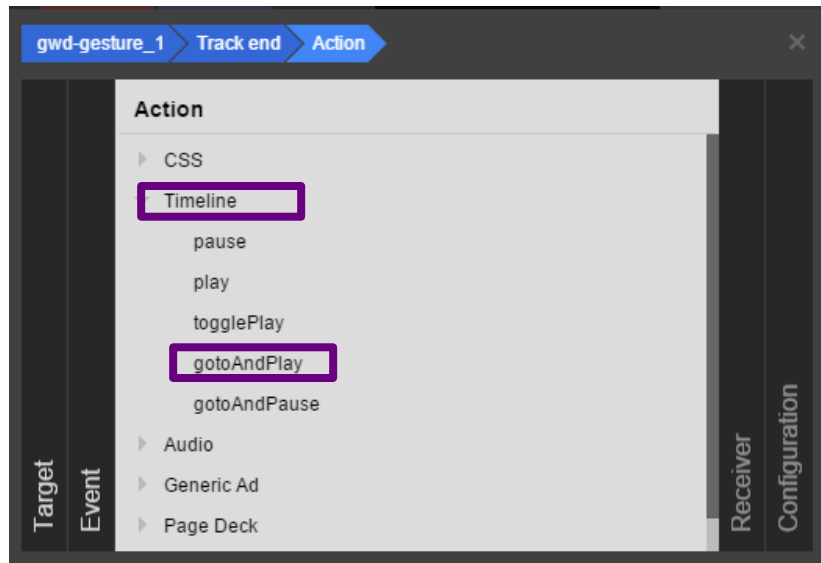 gwd-gesture_1 Track end Action
Action
CSS
Timeline
pause
play
togglePlay
gotoAndPlay
gotoAndPause
Audio
Generic Ad
Page Deck
Target
Event
Receiver
Configuration